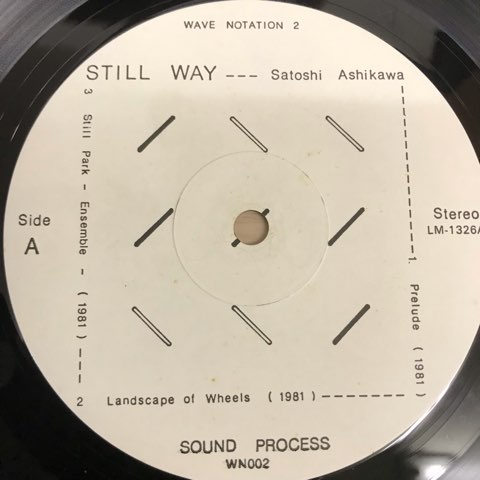 WAVE NOTATION 2
STILL WAY --- Satoshi Ashikawa
Side
A
Stereo
LM-1326A
1. Prelude ( 1981 )
2 Landscape of Wheels ( 1981 )
3 Still Park - Ensemble - ( 1981 )
SOUND PROCESS
WN002